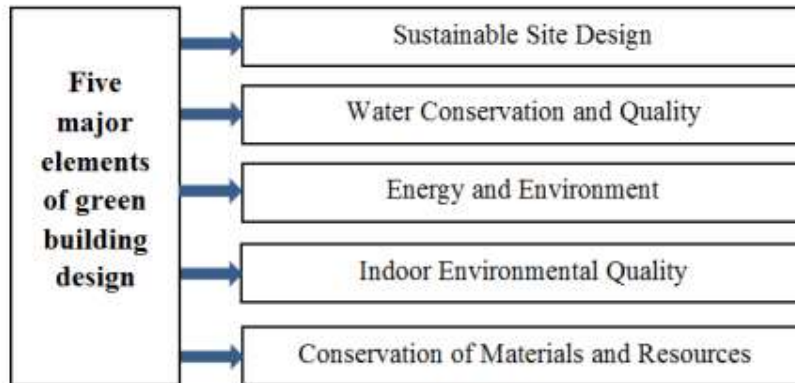 Five
major
elements
of green
building
design
Sustainable Site Design
Water Conservation and Quality
Energy and Environment
Indoor Environmental Quality
Conservation of Materials and Resources